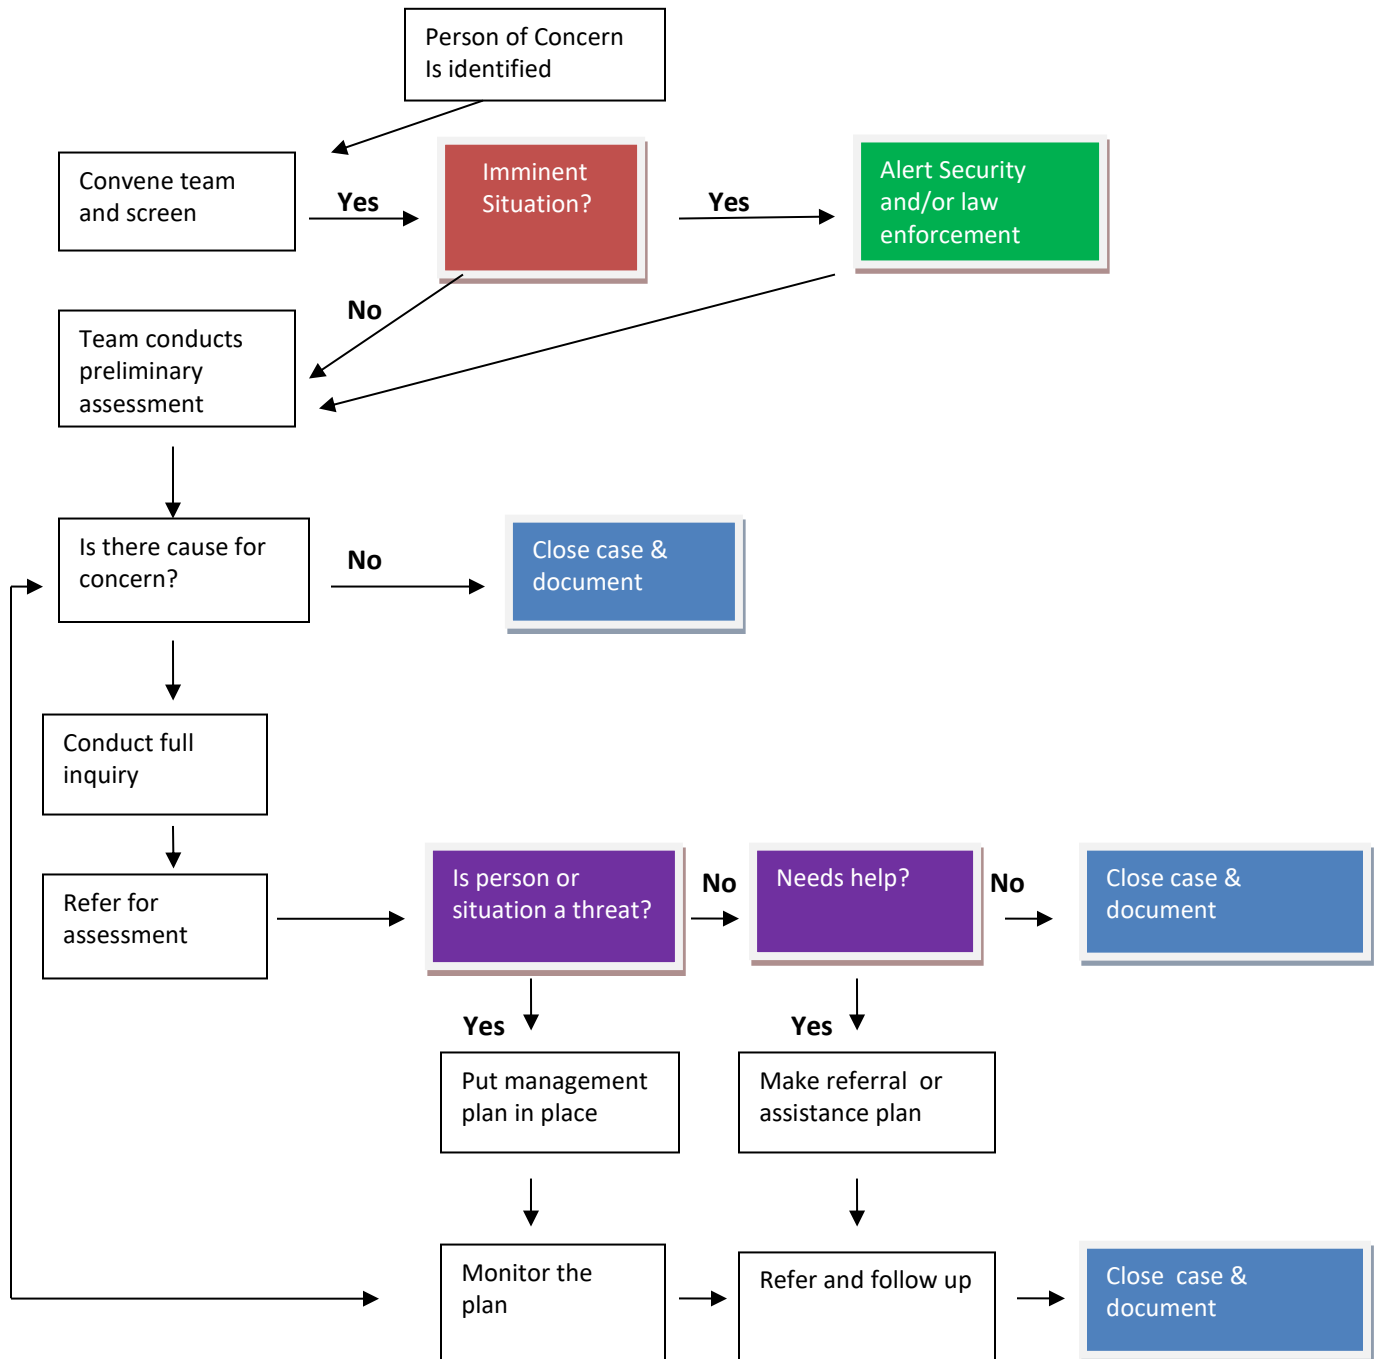 Person of Concern
Is identified
Convene team
and screen
Yes
Imminent
Situation?
Yes
Alert Security
and/or law
enforcement
No
Team conducts
preliminary
assessment
Is there cause for
concern?
No
Close case &
document
Conduct full
inquiry
Refer for
assessment
Is person or
situation a threat?
No
Needs help?
No
Close case &
document
Yes
Yes
Put management
plan in place
Make referral  or
assistance plan
Monitor the
plan
Refer and follow up
Close  case &
document